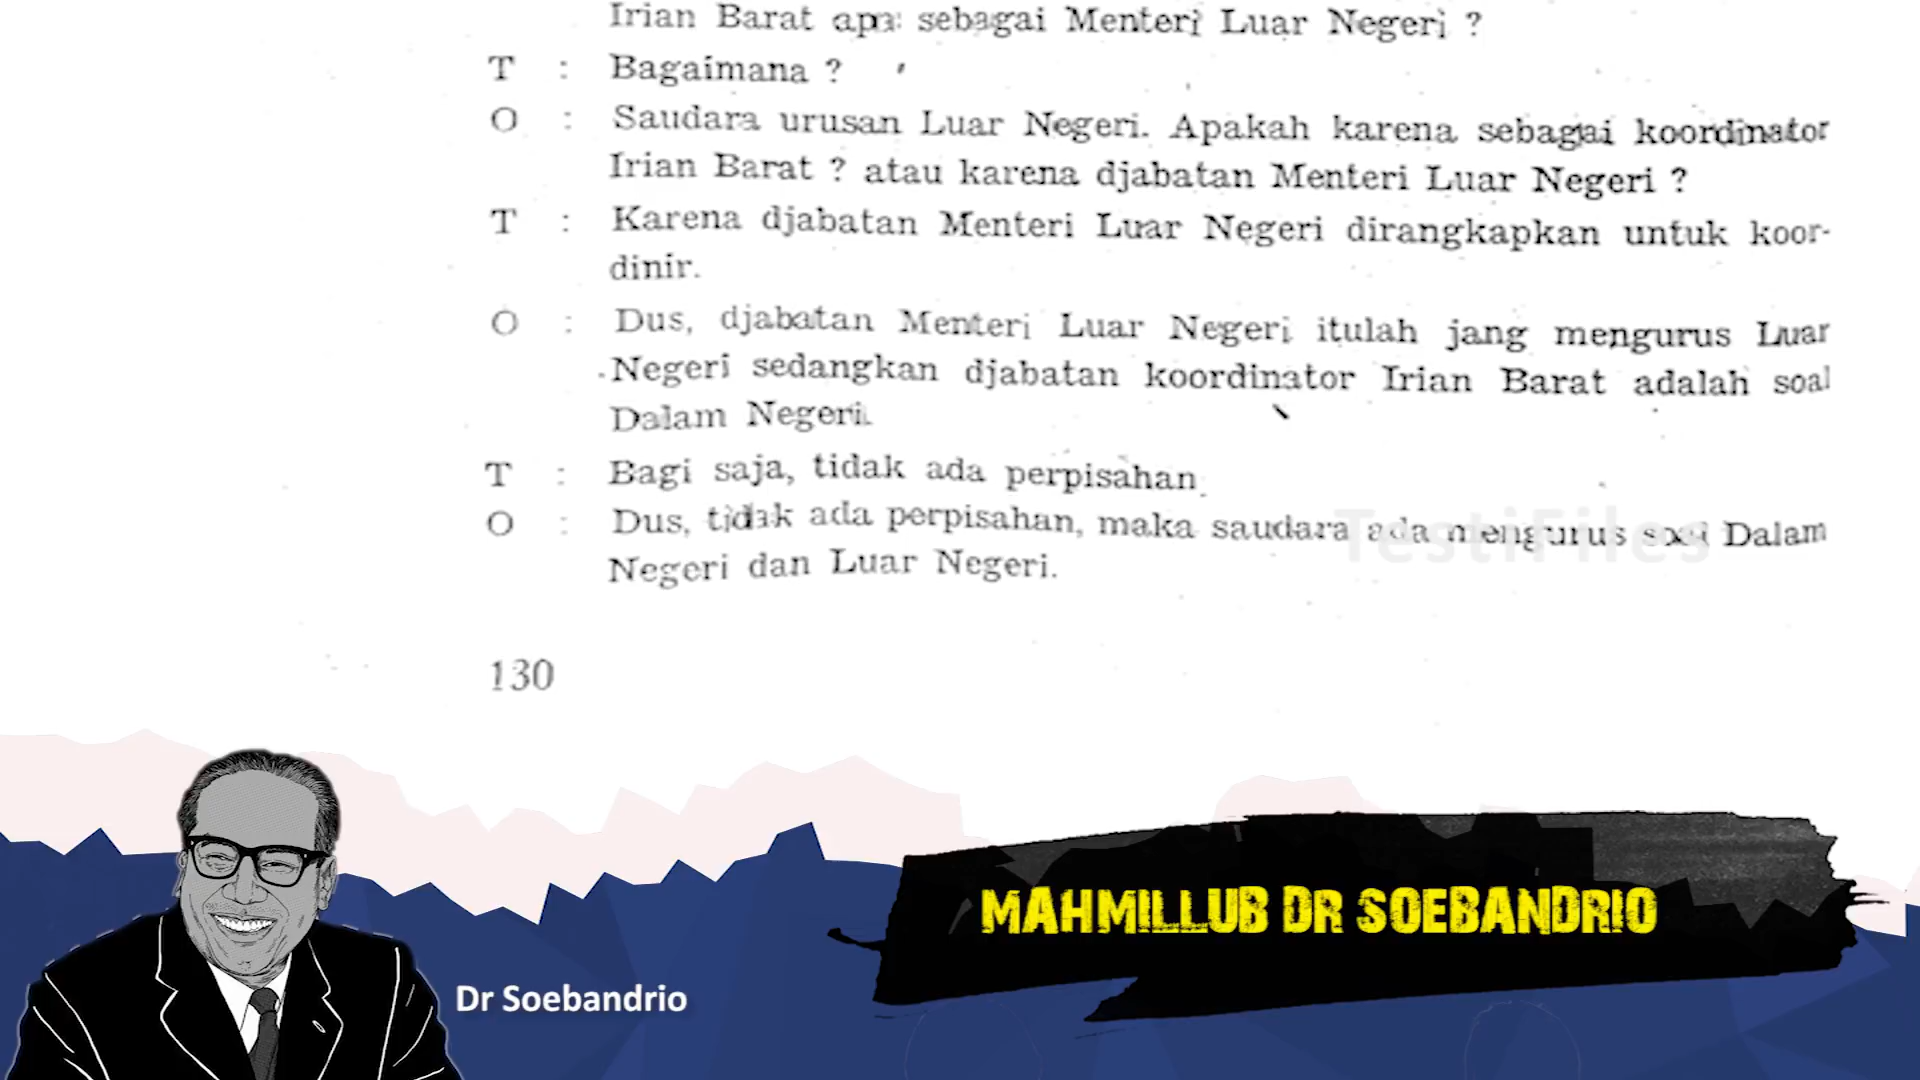 Irian Barat apa: sebagai Menteri Luar Negeri ?
T : Bagaimana ?
O : Saudara urusan Luar Negeri. Apakah karena sebagai koordinator
Irian Barat ? atau karena djabatan Menteri Luar Negeri ?
T : Karena djabatan Menteri Luar Negeri dirangkapkan untuk koor-
dinir.
O : Dus, djabatan Menteri Luar Negeri itulah jang mengurus Luar
Negeri sedangkan djabatan koordinator Irian Barat adalah soal
Dalam Negeri.
T : Bagi saja, tidak ada perpisahan.
O : Dus, tidak ada perpisahan, maka saudara ada mengurus soal Dalam
Negeri dan Luar Negeri.
TestiFiles
130
MAHMILLUB DR SOEBANDRIO
Dr Soebandrio